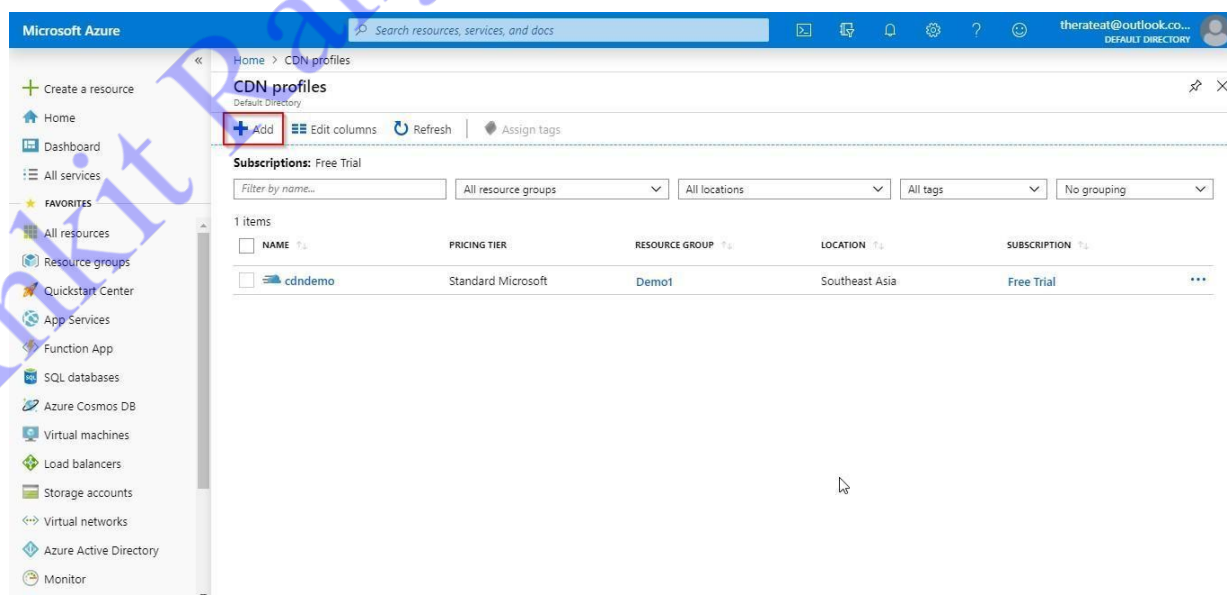 Microsoft Azure
Search resources, services, and docs
therateat@outlook.co...
DEFAULT DIRECTORY
«
Home > CDN profiles
CDN profiles
Default Directory
Create a resource
Home
Dashboard
All services
FAVORITES
All resources
Resource groups
Quickstart Center
App Services
Function App
SQL databases
Azure Cosmos DB
Virtual machines
Load balancers
Storage accounts
Virtual networks
Azure Active Directory
Monitor
Add Edit columns Refresh Assign tags
Subscriptions: Free Trial
Filter by name... All resource groups All locations All tags No grouping
1 items
NAME PRICING TIER RESOURCE GROUP LOCATION SUBSCRIPTION
cdndemo Standard Microsoft Demo1 Southeast Asia Free Trial ...